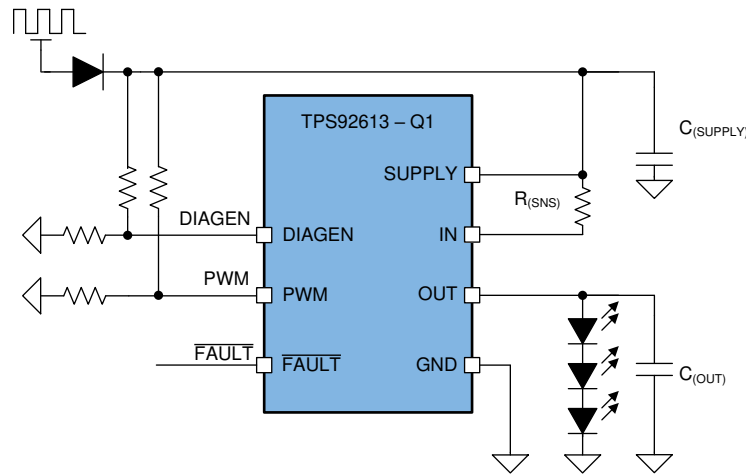 TPS92613 – Q1
C(SUPPLY)
SUPPLY
R(SNS)
DIAGEN
DIAGEN
IN
PWM
PWM
OUT
FAULT
FAULT
GND
C(OUT)